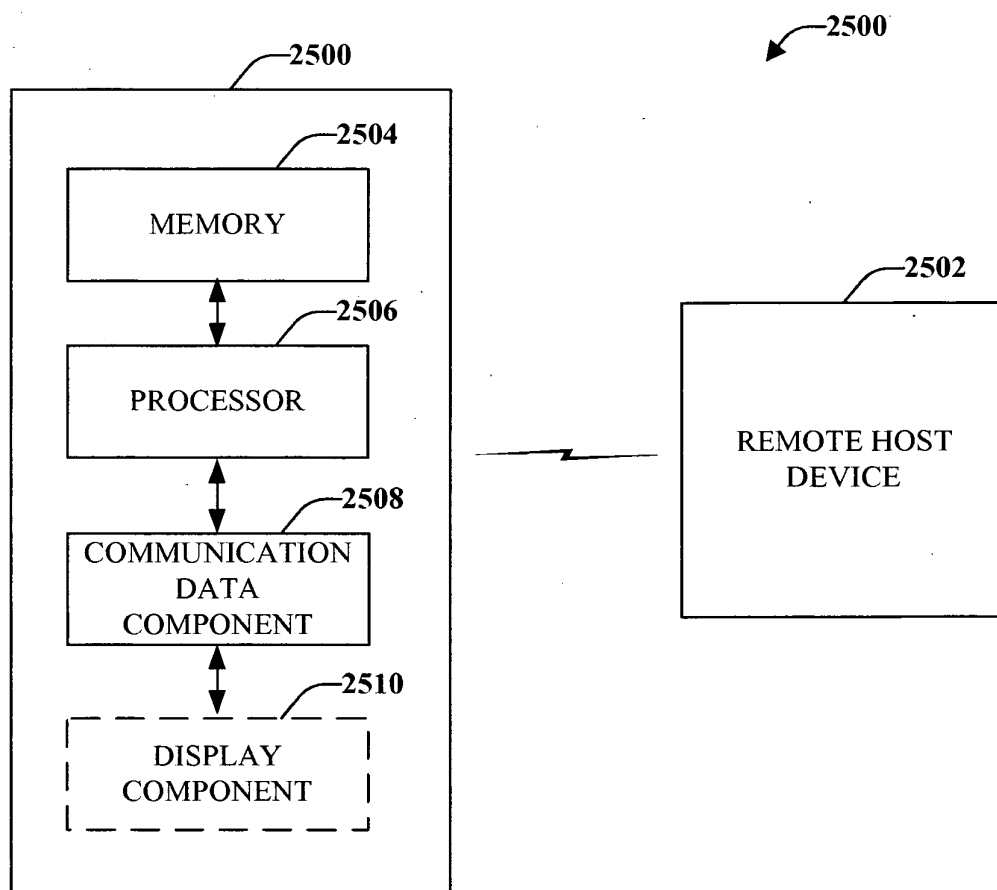 2500
2500
2504
MEMORY
2506
PROCESSOR
2508
COMMUNICATION
DATA
COMPONENT
2510
DISPLAY
COMPONENT
2502
REMOTE HOST
DEVICE